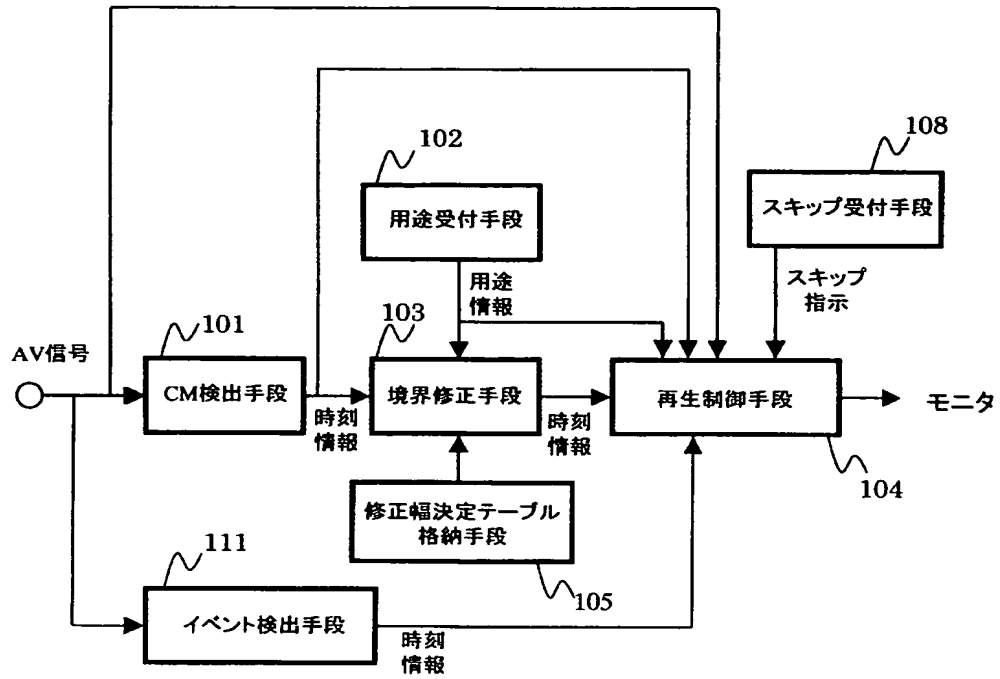 102
108
用途受付手段
スキップ受付手段
用途
情報
スキップ
指示
AV信号
101
103
CM検出手段
境界修正手段
再生制御手段
モニタ
時刻
情報
時刻
情報
104
修正幅決定テーブル
格納手段
105
111
イベント検出手段
時刻
情報